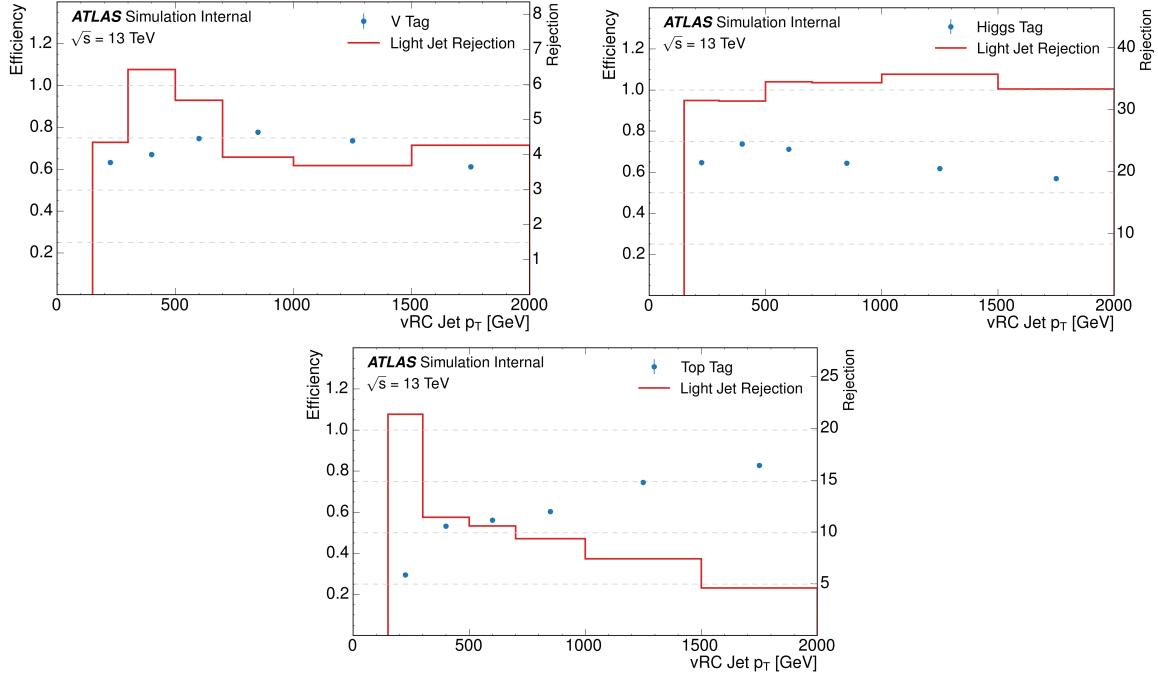 ATLAS Simulation Internal
√s = 13 TeV
V Tag
Light Jet Rejection
Efficiency
Rejection
1.2
1.0
0.8
0.6
0.4
0.2
8
7
6
5
4
3
2
1
0 500 1000 1500 2000
vRC Jet pT [GeV]
ATLAS Simulation Internal
√s = 13 TeV
Higgs Tag
Light Jet Rejection
Efficiency
Rejection
1.2
1.0
0.8
0.6
0.4
0.2
40
30
20
10
0 500 1000 1500 2000
vRC Jet pT [GeV]
ATLAS Simulation Internal
√s = 13 TeV
Top Tag
Light Jet Rejection
Efficiency
Rejection
1.2
1.0
0.8
0.6
0.4
0.2
25
20
15
10
5
0 500 1000 1500 2000
vRC Jet pT [GeV]